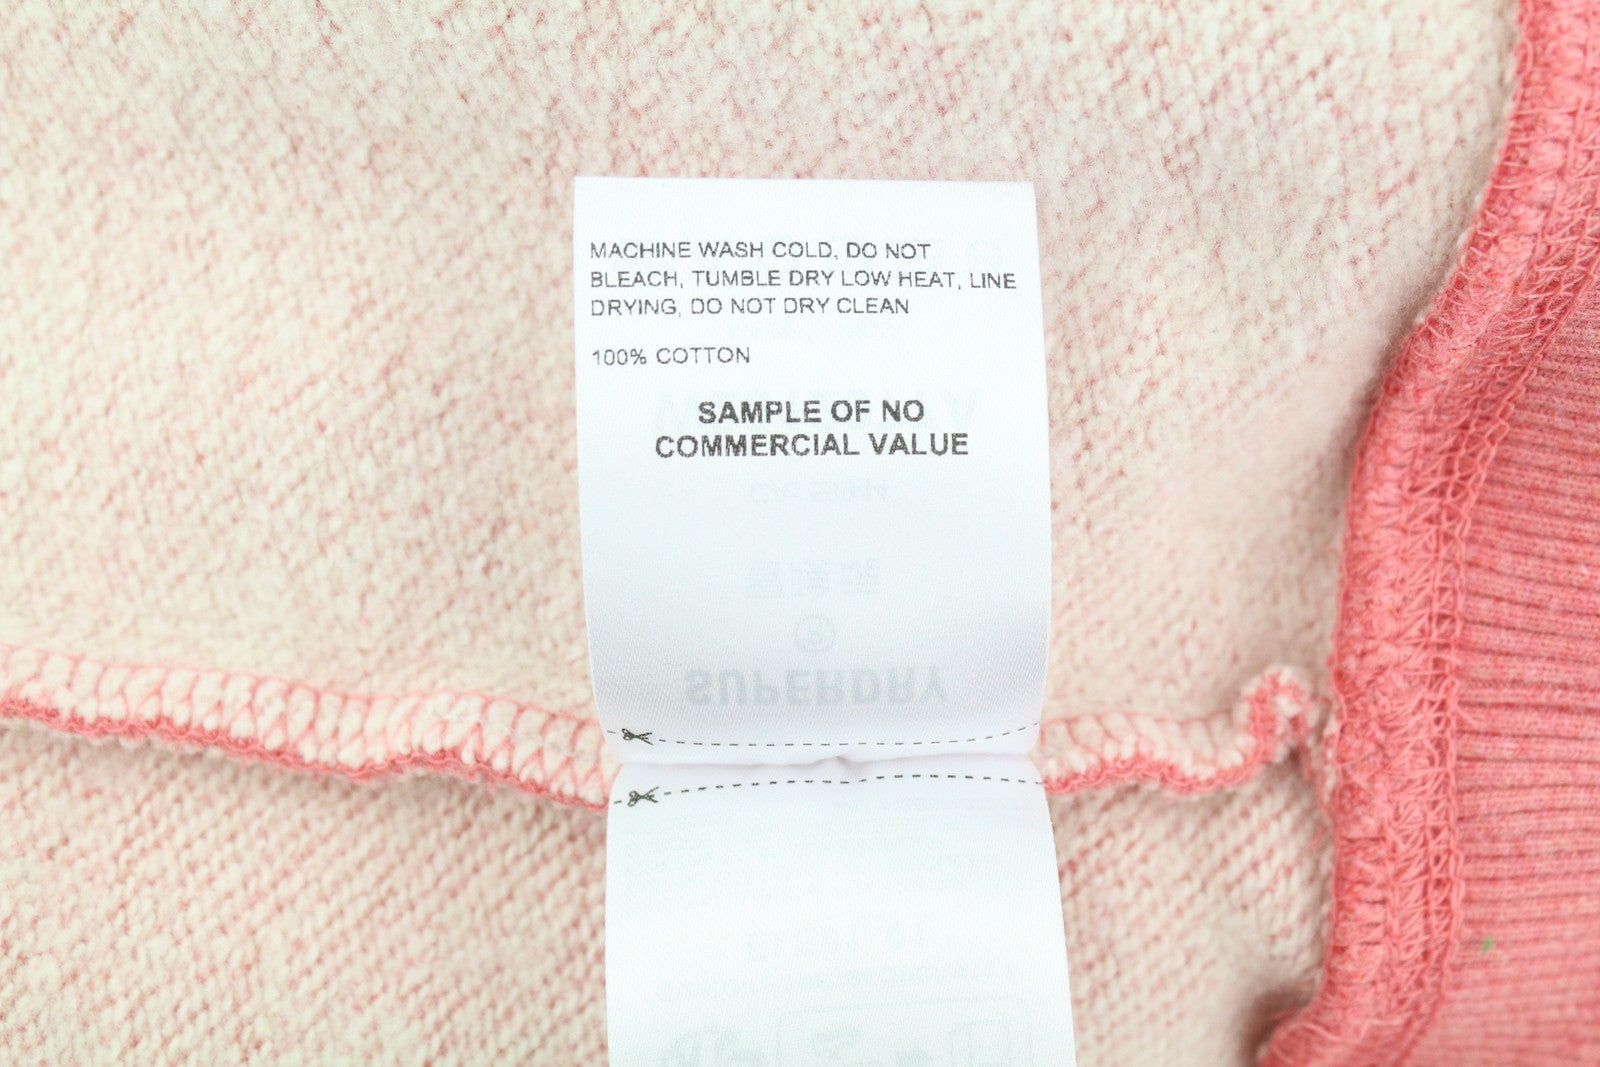 MACHINE WASH COLD, DO NOT
BLEACH, TUMBLE DRY LOW HEAT, LINE
DRYING, DO NOT DRY CLEAN
100% COTTON
SAMPLE OF NO
COMMERCIAL VALUE
SUPERDRY